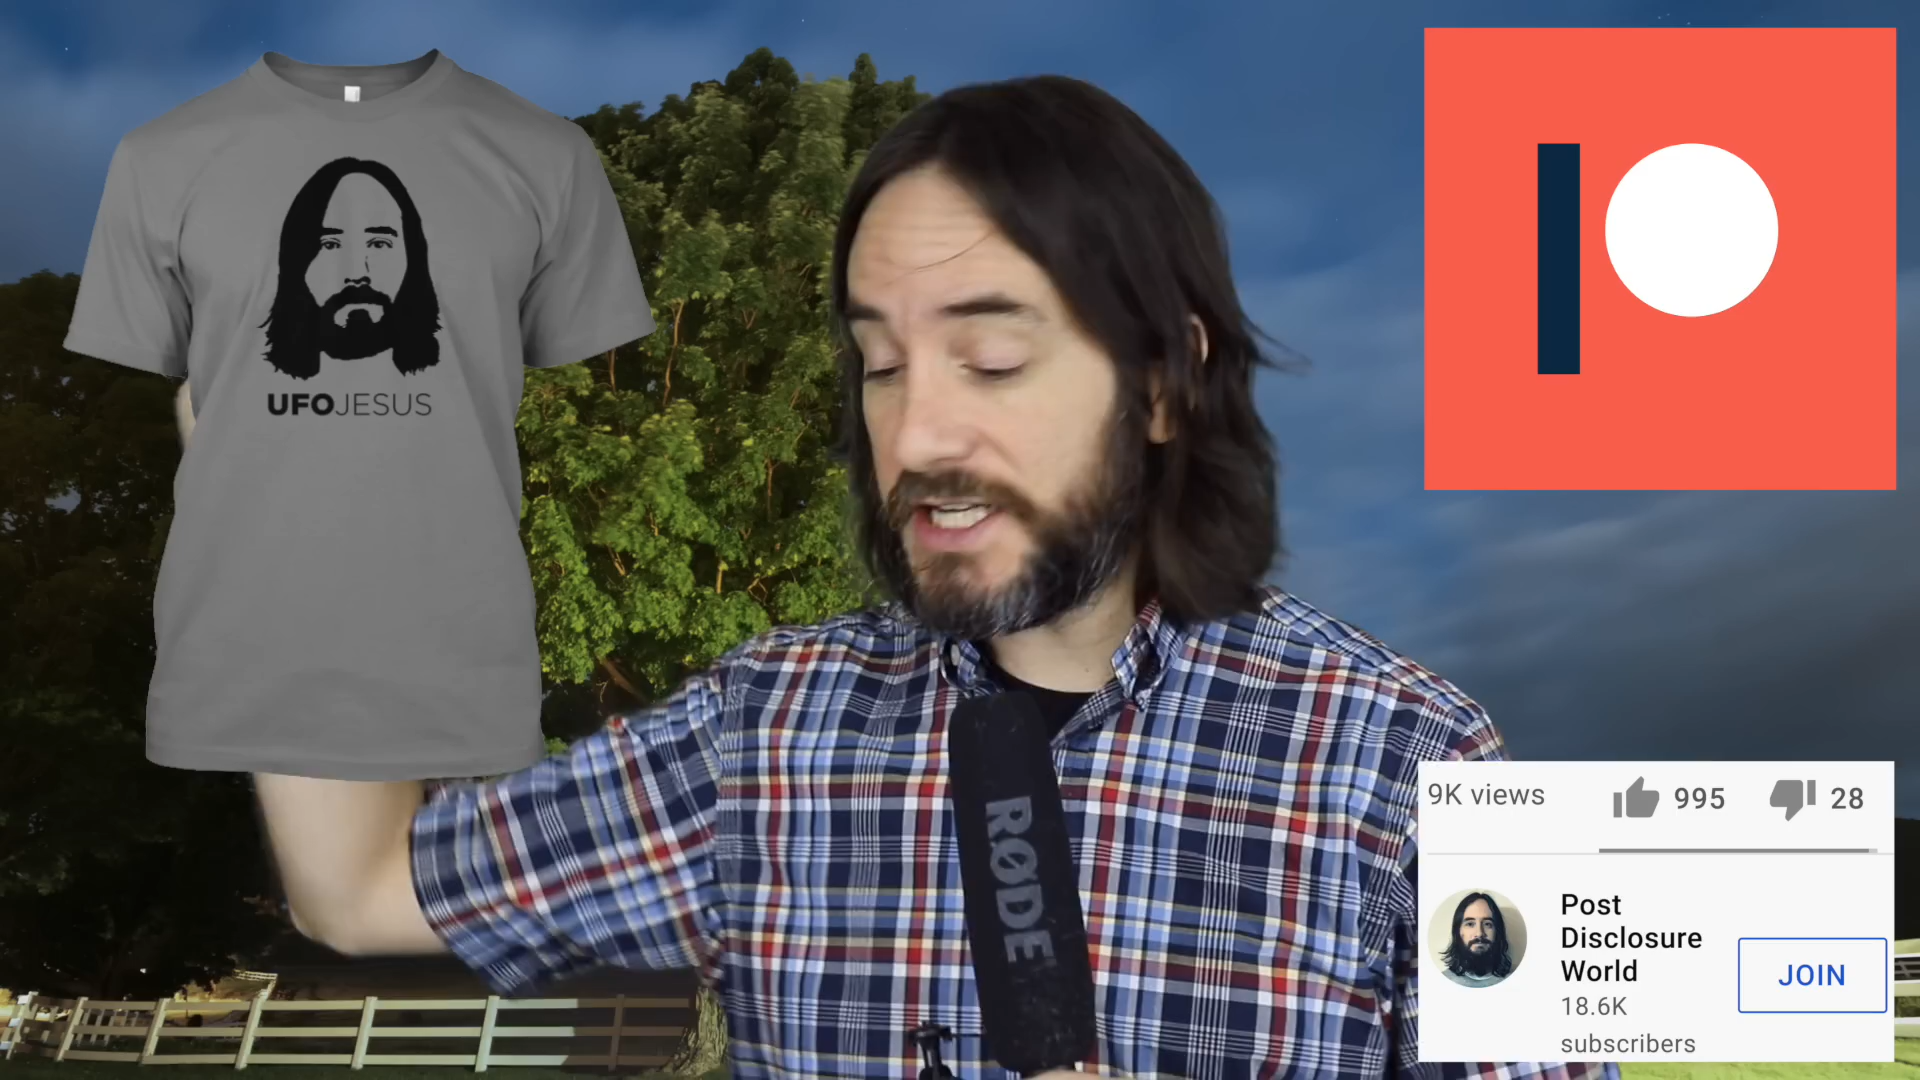 UFOJESUS
RØDE
9K views 995 28
Post
Disclosure
World
18.6K
subscribers
JOIN